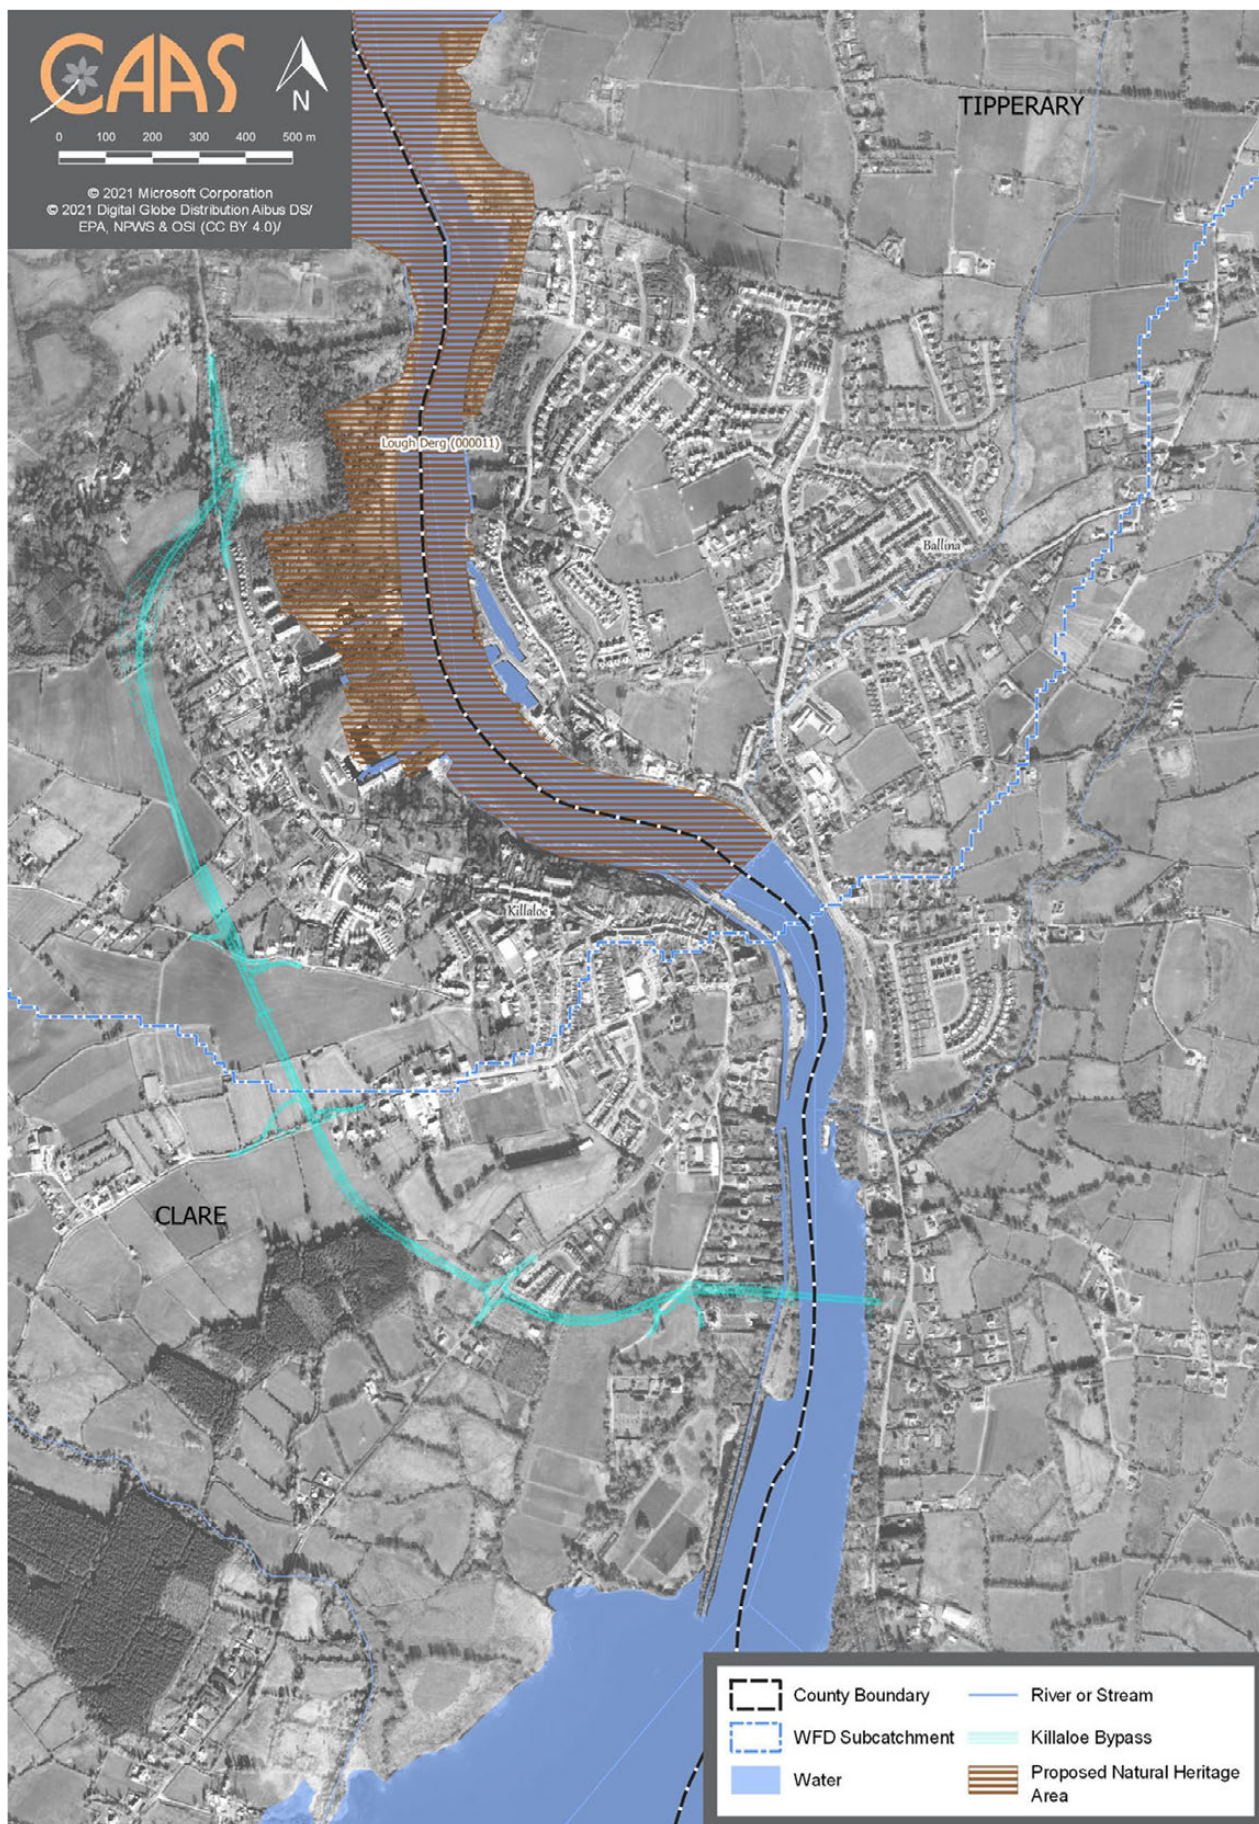 CAAS
N
0 100 200 300 400 500 m
© 2021 Microsoft Corporation
© 2021 Digital Globe Distribution Aibus DS/
EPA, NPWS & OSI (CC BY 4.0)/
TIPPERARY
Lough Derg (000011)
Ballina
Killaloe
CLARE
County Boundary
River or Stream
WFD Subcatchment
Killaloe Bypass
Water
Proposed Natural Heritage
Area